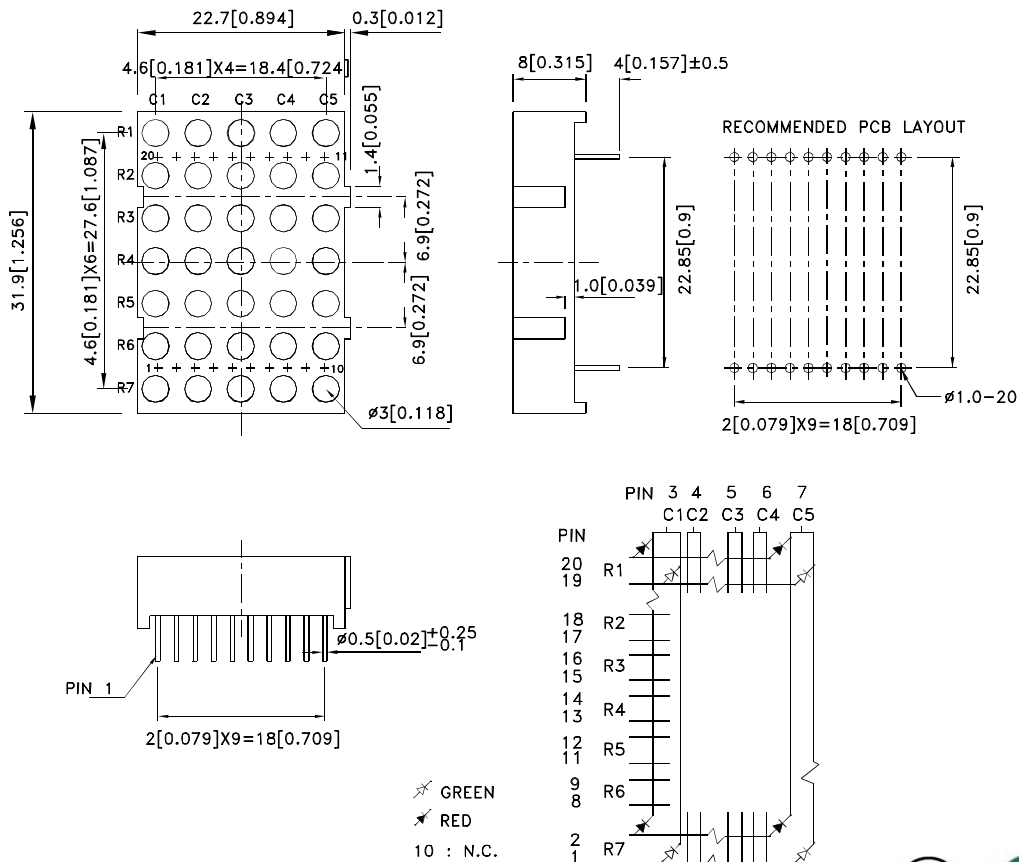 22.7[0.894]
0.3[0.012]
4.6[0.181]X4=18.4[0.724]
C1 C2 C3 C4 C5
R1
20
11
R2
R3
R4
R5
R6
1
10
R7
31.9[1.256]
4.6[0.181]X6=27.6[1.087]
1.4[0.055]
6.9[0.272]
6.9[0.272]
ø3[0.118]
8[0.315]
4[0.157]±0.5
1.0[0.039]
22.85[0.9]
RECOMMENDED PCB LAYOUT
22.85[0.9]
ø1.0-20
2[0.079]X9=18[0.709]
ø0.5[0.02]+0.25
-0.1
PIN 1
2[0.079]X9=18[0.709]
PIN 3 4 5 6 7
C1 C2 C3 C4 C5
PIN
20
19
R1
18
17
R2
16
15
R3
14
13
R4
12
11
R5
9
8
R6
2
1
R7
GREEN
RED
10 : N.C.